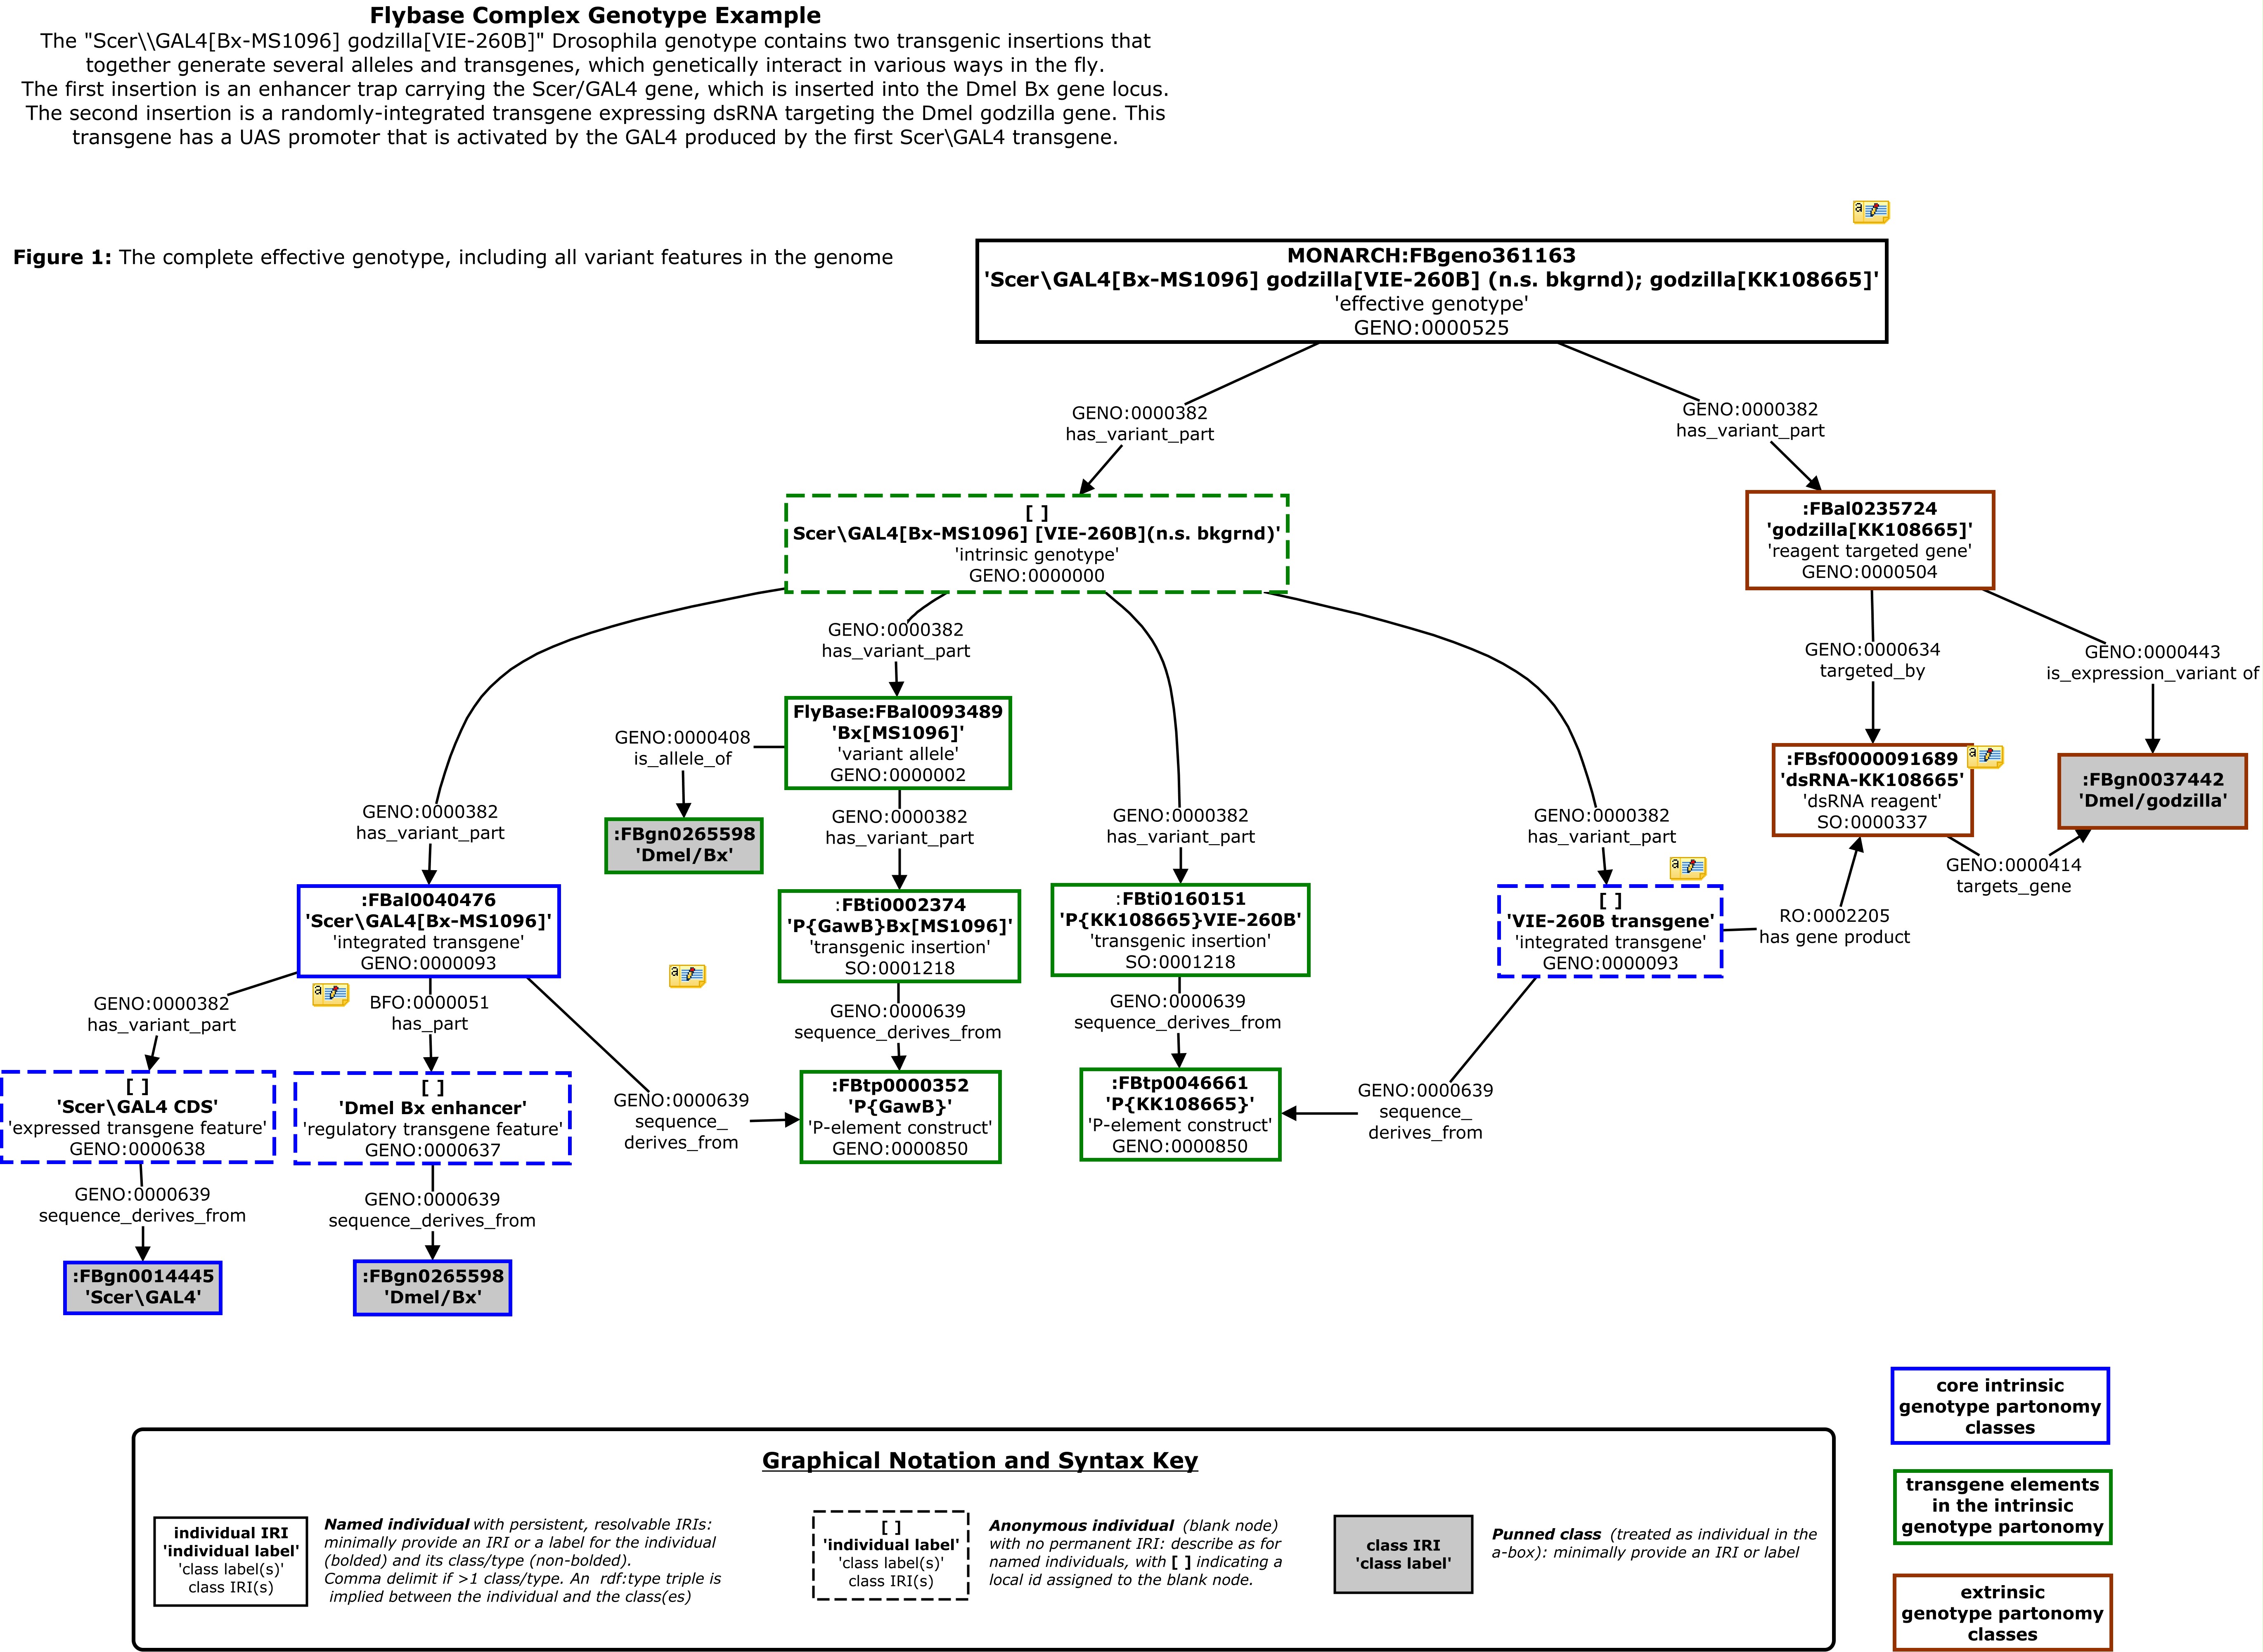 Flybase Complex Genotype Example
The "Scer\\GAL4[Bx-MS1096] godzilla[VIE-260B]" Drosophila genotype contains two transgenic insertions that
together generate several alleles and transgenes, which genetically interact in various ways in the fly.
The first insertion is an enhancer trap carrying the Scer/GAL4 gene, which is inserted into the Dmel Bx gene locus.
The second insertion is a randomly-integrated transgene expressing dsRNA targeting the Dmel godzilla gene. This
transgene has a UAS promoter that is activated by the GAL4 produced by the first Scer\GAL4 transgene.
Figure 1: The complete effective genotype, including all variant features in the genome
MONARCH:FBgeno361163
'Scer\GAL4[Bx-MS1096] godzilla[VIE-260B] (n.s. bkgrnd); godzilla[KK108665]'
'effective genotype'
GENO:0000525
GENO:0000382
has_variant_part
GENO:0000382
has_variant_part
[ ]
Scer\GAL4[Bx-MS1096] [VIE-260B](n.s. bkgrnd)'
'intrinsic genotype'
GENO:0000000
:FBal0235724
'godzilla[KK108665]'
'reagent targeted gene'
GENO:0000504
GENO:0000382
has_variant_part
GENO:0000634
targeted_by
GENO:0000443
is_expression_variant of
FlyBase:FBal0093489
'Bx[MS1096]'
'variant allele'
GENO:0000002
GENO:0000408
is_allele_of
:FBsf0000091689
'dsRNA-KK108665'
'dsRNA reagent'
SO:0000337
:FBgn0037442
'Dmel/godzilla'
GENO:0000382
has_variant_part
:FBgn0265598
'Dmel/Bx'
GENO:0000382
has_variant_part
GENO:0000382
has_variant_part
GENO:0000382
has_variant_part
GENO:0000414
targets_gene
:FBal0040476
'Scer\GAL4[Bx-MS1096]'
'integrated transgene'
GENO:0000093
:FBti0002374
'P{GawB}Bx[MS1096]'
'transgenic insertion'
SO:0001218
:FBti0160151
'P{KK108665}VIE-260B'
'transgenic insertion'
SO:0001218
[ ]
'VIE-260B transgene'
'integrated transgene'
GENO:0000093
RO:0002205
has gene product
GENO:0000382
has_variant_part
BFO:0000051
has_part
GENO:0000639
sequence_derives_from
GENO:0000639
sequence_derives_from
[ ]
'Scer\GAL4 CDS'
'expressed transgene feature'
GENO:0000638
[ ]
'Dmel Bx enhancer'
'regulatory transgene feature'
GENO:0000637
GENO:0000639
sequence_
derives_from
:FBtp0000352
'P{GawB}'
'P-element construct'
GENO:0000850
:FBtp0046661
'P{KK108665}'
'P-element construct'
GENO:0000850
GENO:0000639
sequence_
derives_from
GENO:0000639
sequence_derives_from
GENO:0000639
sequence_derives_from
:FBgn0014445
'Scer\GAL4'
:FBgn0265598
'Dmel/Bx'
core intrinsic
genotype partonomy
classes
transgene elements
in the intrinsic
genotype partonomy
extrinsic
genotype partonomy
classes
Graphical Notation and Syntax Key
individual IRI
'individual label'
'class label(s)'
class IRI(s)
Named individual with persistent, resolvable IRIs:
minimally provide an IRI or a label for the individual
(bolded) and its class/type (non-bolded).
Comma delimit if >1 class/type. An rdf:type triple is
implied between the individual and the class(es)
[ ]
'individual label'
'class label(s)'
class IRI(s)
Anonymous individual (blank node)
with no permanent IRI: describe as for
named individuals, with [ ] indicating a
local id assigned to the blank node.
class IRI
'class label'
Punned class (treated as individual in the
a-box): minimally provide an IRI or label
a
a
a
a
a